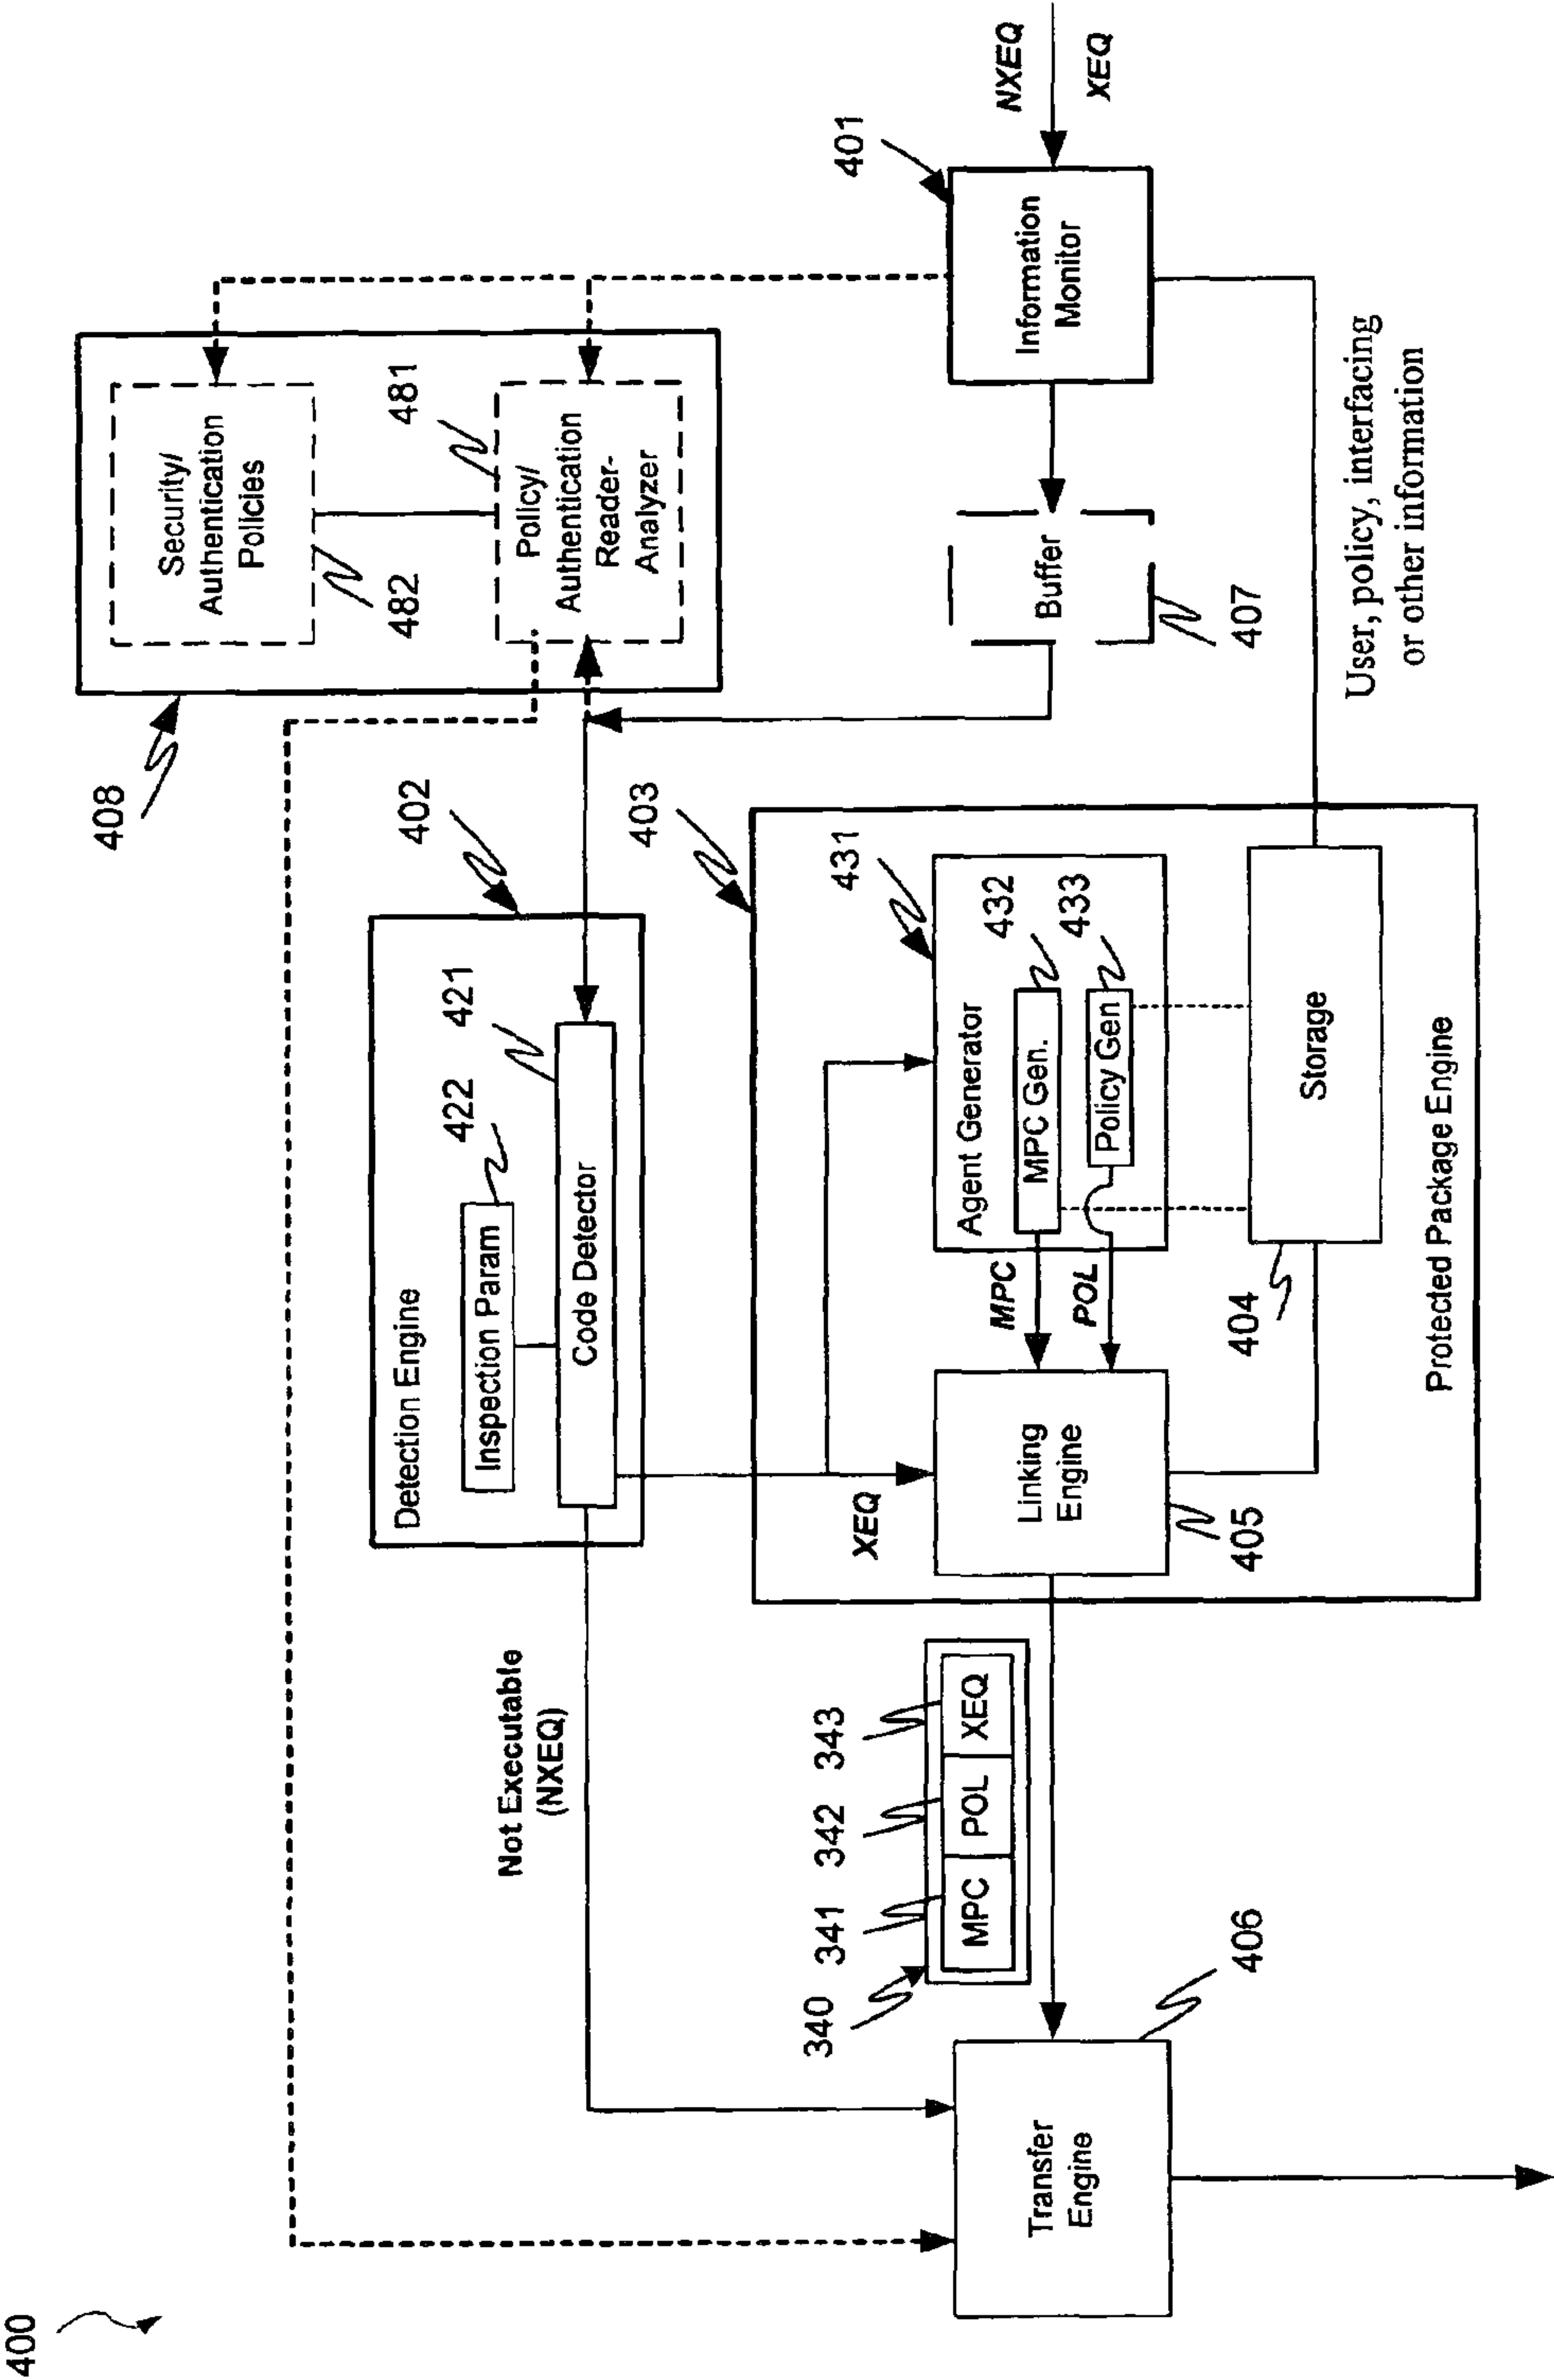 400
408
Security/
Authentication
Policies
482
481
Policy/
Authentication
Reader-
Analyzer
402
Detection Engine
422
Inspection Param
421
Code Detector
Not Executable
(NXEQ)
403
431
Agent Generator
432
MPC Gen.
433
Policy Gen
MPC
POL
XEQ
Linking
Engine
405
404
Storage
Protected Package Engine
401
Information
Monitor
NXEQ
XEQ
Buffer
407
User, policy, interfacing
or other information
340
341
342
343
MPC
POL
XEQ
Transfer
Engine
406